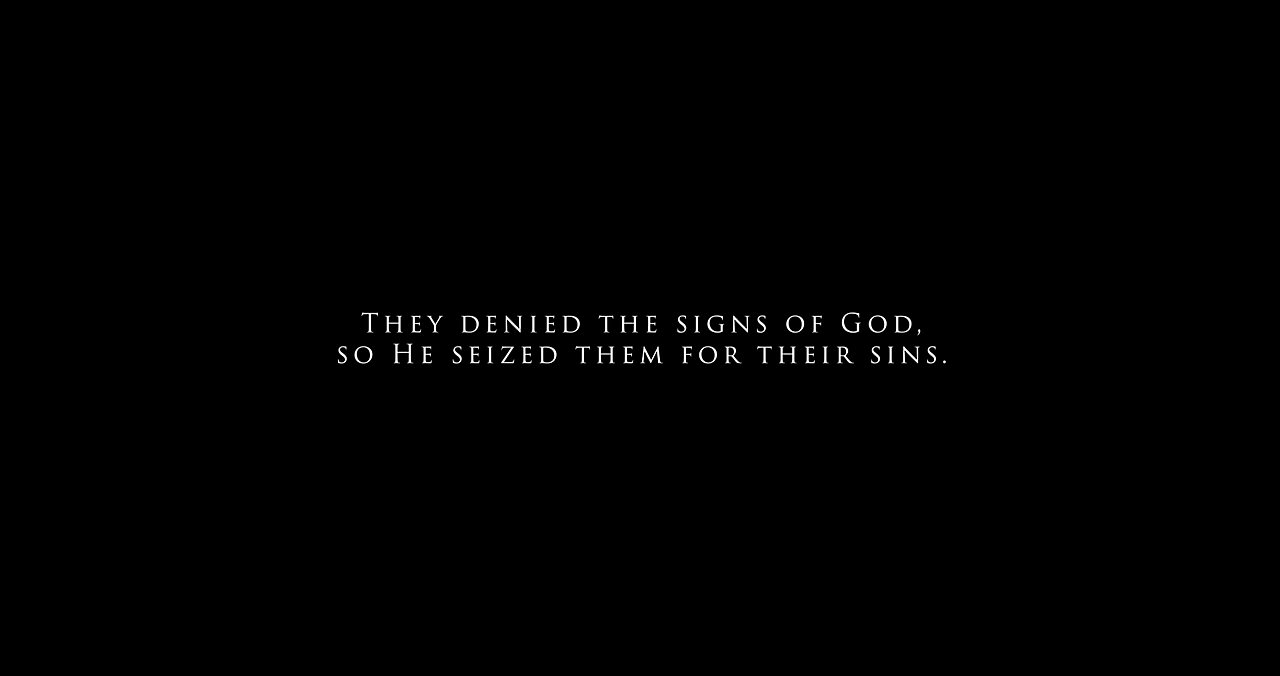 They denied the signs of God,
so He seized them for their sins.